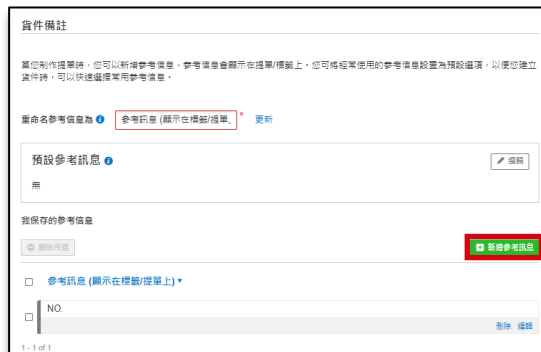 貨件備註
當您制作提單時，您可以新增參考信息，參考信息會顯示在提單/標籤上。您可將經常使用的參考信息設置為預設選項，以便您建立
貨件時，可以快速選擇常用參考信息。
重命名參考信息為 參考訊息 (顯示在標籤/提單, * 更新
預設參考訊息
編輯
無
我保存的參考信息
刪除所選
新增參考訊息
參考訊息 (顯示在標籤/提單上)
NO.
刪除 編輯
1 - 1 of 1